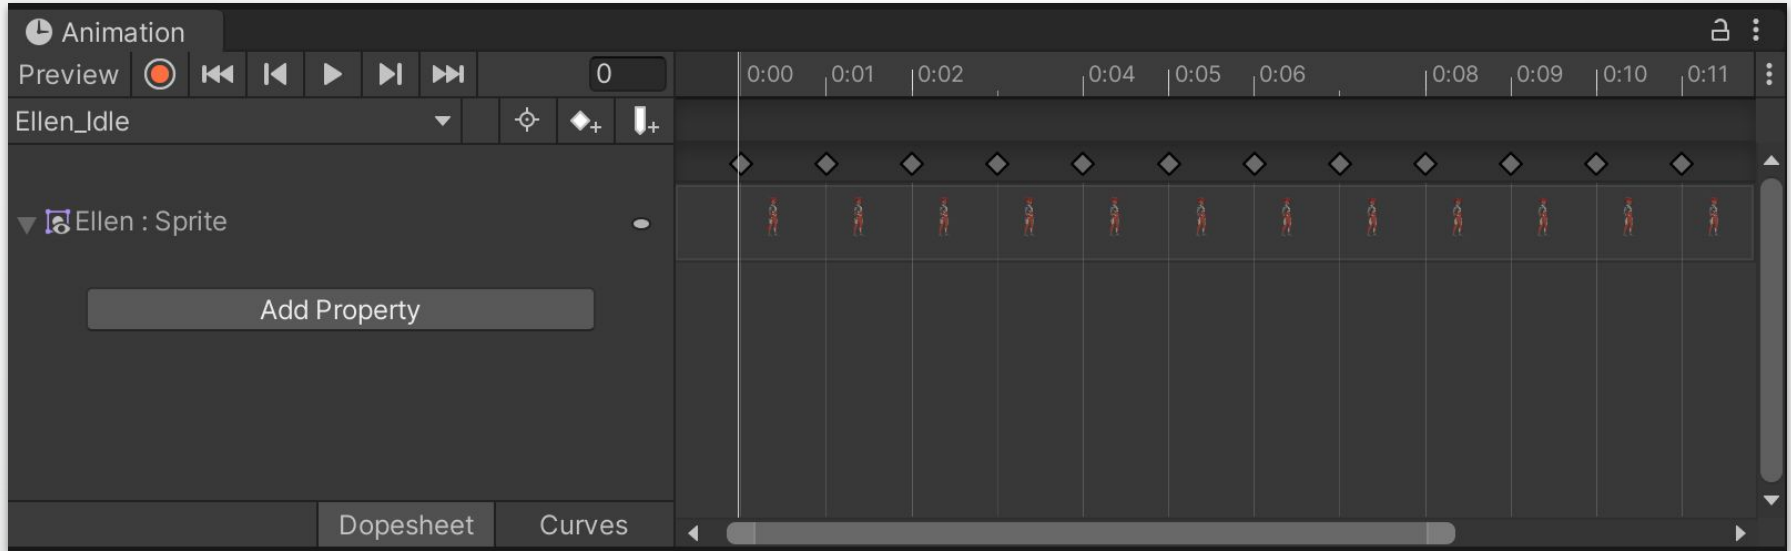 Animation
Preview 0 0:00 0:01 0:02 0:04 0:05 0:06 0:08 0:09 0:10 0:11
Ellen_Idle
Ellen : Sprite
Add Property
Dopesheet Curves